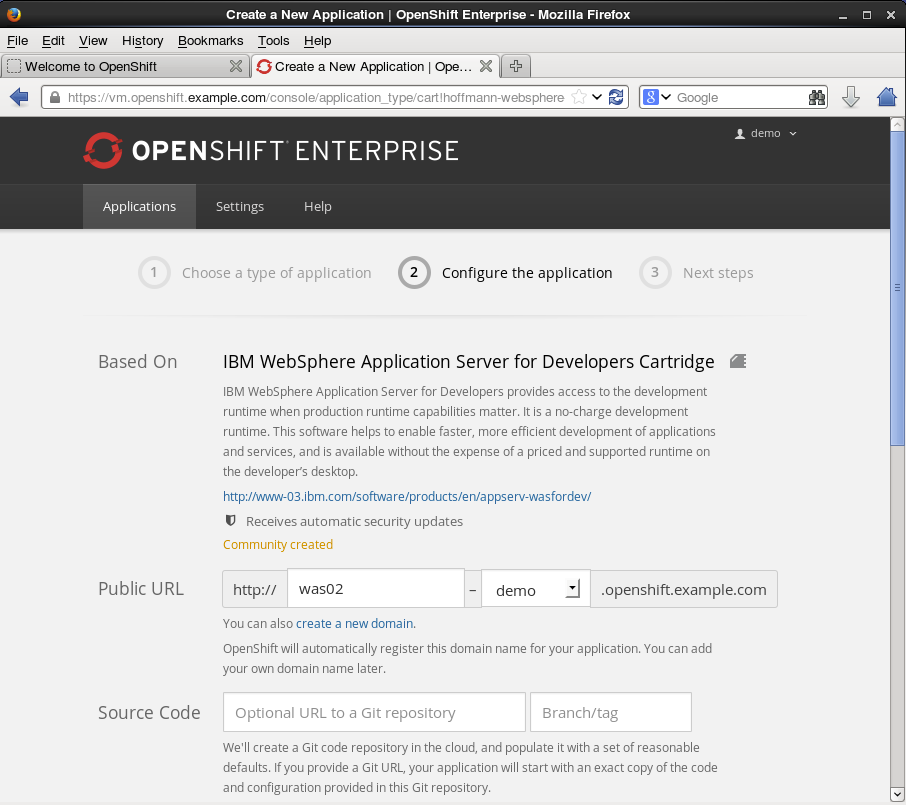 Create a New Application | OpenShift Enterprise - Mozilla Firefox
File Edit View History Bookmarks Tools Help
Welcome to OpenShift
Create a New Application | Ope...
https://vm.openshift.example.com/console/application_type/cart!hoffmann-websphere
8 Google
OPENSHIFT ENTERPRISE
demo
Applications Settings Help
1 Choose a type of application 2 Configure the application 3 Next steps
Based On
IBM WebSphere Application Server for Developers Cartridge
IBM WebSphere Application Server for Developers provides access to the development
runtime when production runtime capabilities matter. It is a no-charge development
runtime. This software helps to enable faster, more efficient development of applications
and services, and is available without the expense of a priced and supported runtime on
the developer’s desktop.
http://www-03.ibm.com/software/products/en/appserv-wasfordev/
Receives automatic security updates
Community created
Public URL
http:// was02 – demo .openshift.example.com
You can also create a new domain.
OpenShift will automatically register this domain name for your application. You can add
your own domain name later.
Source Code
Optional URL to a Git repository Branch/tag
We'll create a Git code repository in the cloud, and populate it with a set of reasonable
defaults. If you provide a Git URL, your application will start with an exact copy of the code
and configuration provided in this Git repository.